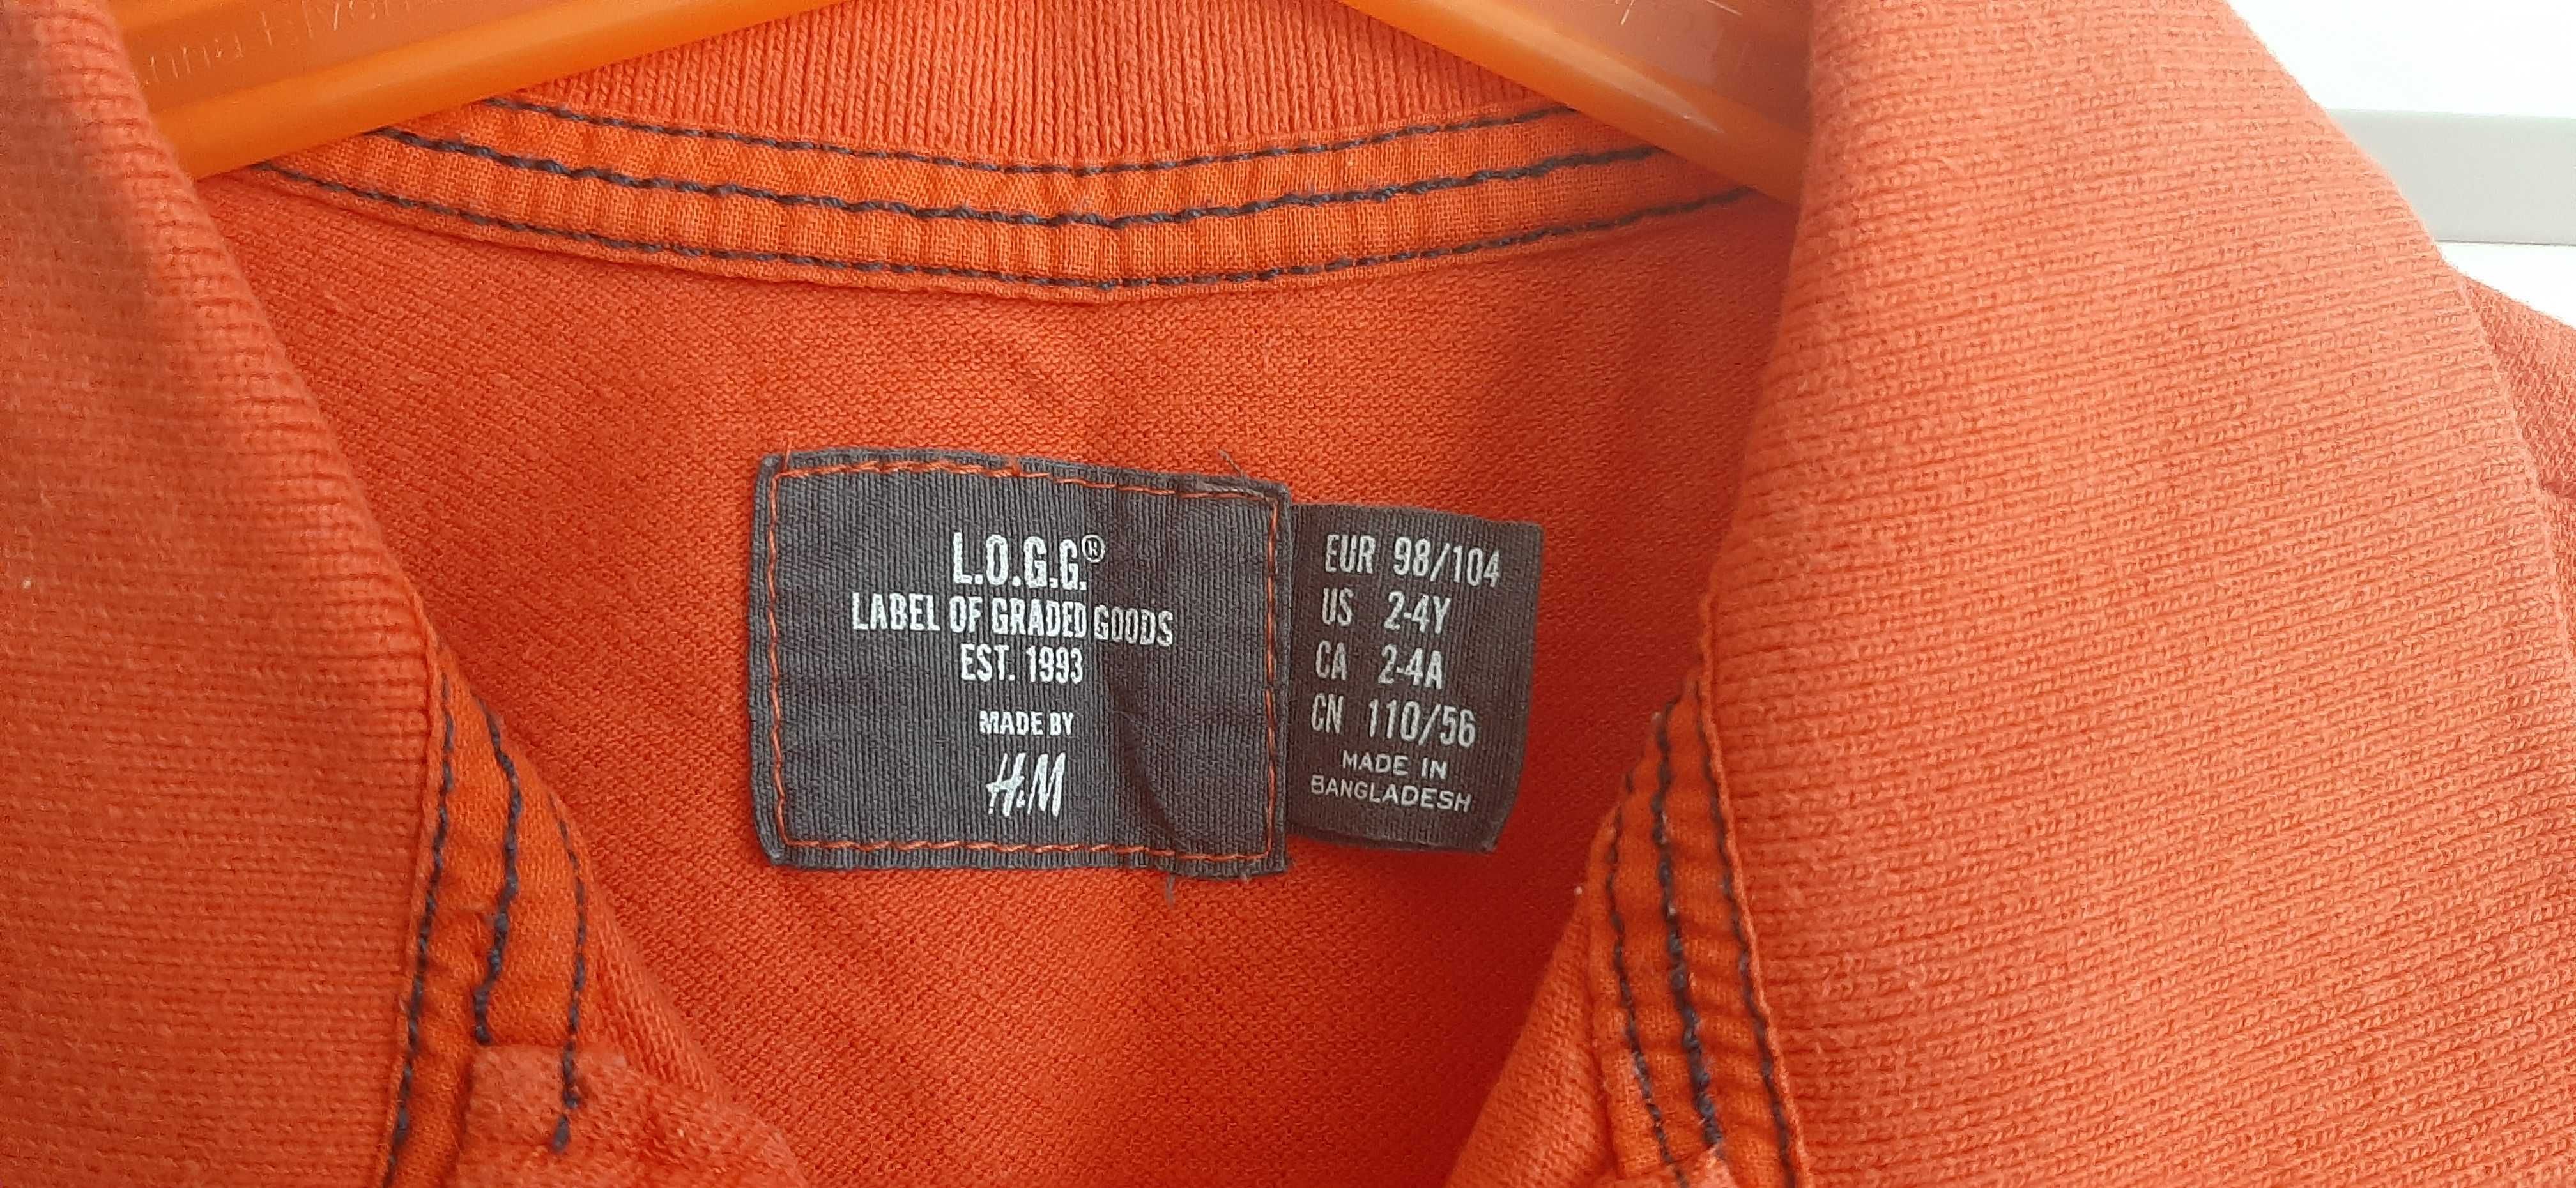 L.O.G.G.®
LABEL OF GRADED GOODS
EST. 1993
MADE BY
H&M
EUR 98/104
US 2-4Y
CA 2-4A
CN 110/56
MADE IN
BANGLADESH